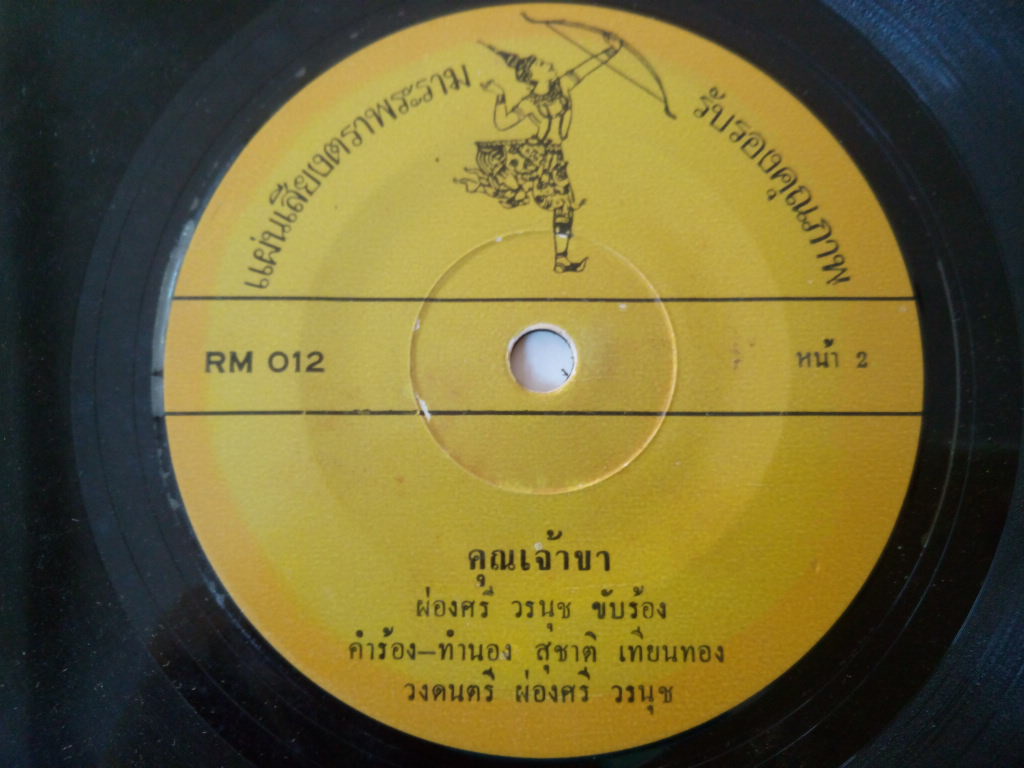 แผ่นเสียงตราพระราม
รับรองคุณภาพ
RM 012
หน้า 2
คุณเจ้าขา
ผ่องศรี วรนุช ขับร้อง
คำร้อง–ทำนอง สุชาติ เทียนทอง
วงดนตรี ผ่องศรี วรนุช